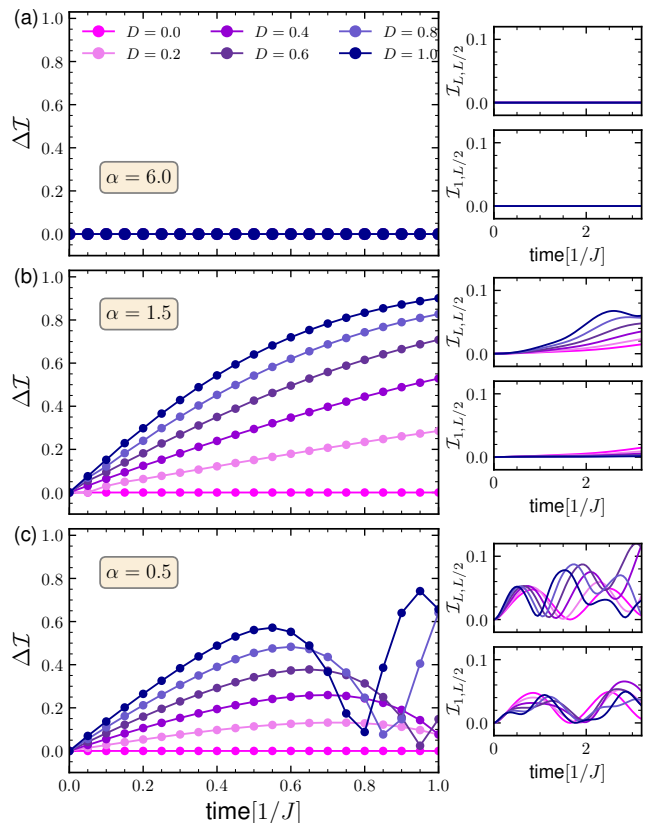 (a)
D = 0.0 D = 0.4 D = 0.8
D = 0.2 D = 0.6 D = 1.0
1.0
0.8
0.6
0.4
0.2
0.0
Δℐ
α = 6.0
0.1
0.0
ℐ_{L,L/2}
0.1
0.0
ℐ_{1,L/2}
2
time[1/J]
(b)
1.0
0.8
0.6
0.4
0.2
0.0
Δℐ
α = 1.5
0.1
0.0
ℐ_{L,L/2}
0.1
0.0
ℐ_{1,L/2}
0 2
time[1/J]
(c)
1.0
0.8
0.6
0.4
0.2
0.0
Δℐ
α = 0.5
0.0 0.2 0.4 0.6 0.8 1.0
time[1/J]
0.1
0.0
ℐ_{L,L/2}
0.1
0.0
ℐ_{1,L/2}
0 2
time[1/J]